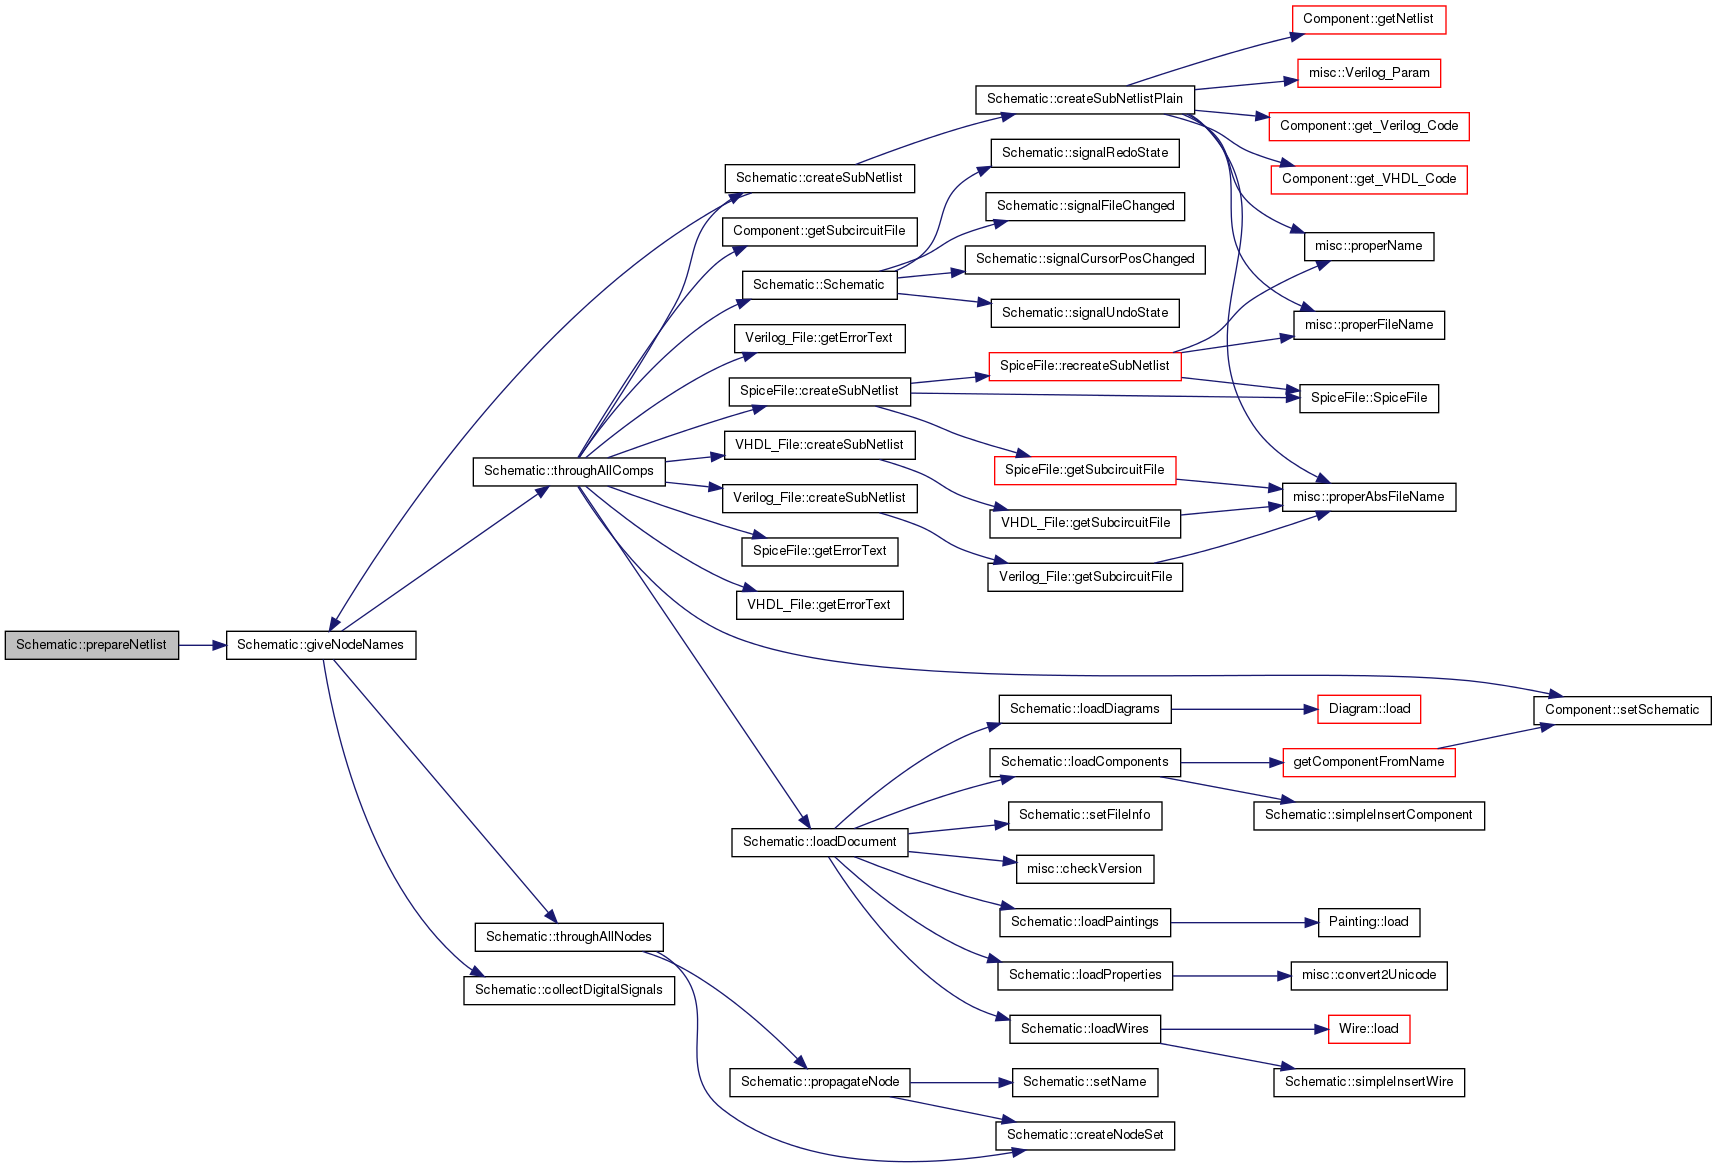 Component::getNetlist
misc::Verilog_Param
Schematic::createSubNetlistPlain
Component::get_Verilog_Code
Schematic::signalRedoState
Schematic::createSubNetlist
Component::get_VHDL_Code
Schematic::signalFileChanged
Component::getSubcircuitFile
misc::properName
Schematic::signalCursorPosChanged
Schematic::Schematic
Schematic::signalUndoState
misc::properFileName
Verilog_File::getErrorText
SpiceFile::recreateSubNetlist
SpiceFile::createSubNetlist
SpiceFile::SpiceFile
VHDL_File::createSubNetlist
Schematic::throughAllComps
SpiceFile::getSubcircuitFile
Verilog_File::createSubNetlist
misc::properAbsFileName
VHDL_File::getSubcircuitFile
SpiceFile::getErrorText
Verilog_File::getSubcircuitFile
VHDL_File::getErrorText
Schematic::prepareNetlist
Schematic::giveNodeNames
Schematic::loadDiagrams
Diagram::load
Component::setSchematic
Schematic::loadComponents
getComponentFromName
Schematic::setFileInfo
Schematic::simpleInsertComponent
Schematic::loadDocument
misc::checkVersion
Schematic::loadPaintings
Painting::load
Schematic::throughAllNodes
Schematic::loadProperties
misc::convert2Unicode
Schematic::collectDigitalSignals
Schematic::loadWires
Wire::load
Schematic::propagateNode
Schematic::setName
Schematic::simpleInsertWire
Schematic::createNodeSet